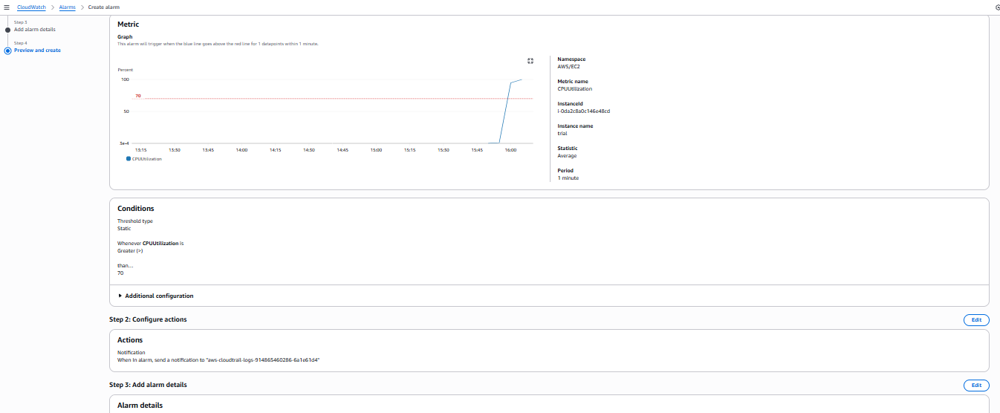 CloudWatch > Alarms > Create alarm
Step 3
Add alarm details
Step 4
Preview and create
Metric
Graph
This alarm will trigger when the blue line goes above the red line for 1 datapoints within 1 minute.
Percent
100
70
50
3e-4
13:15 13:30 13:45 14:00 14:15 14:30 14:45 15:00 15:15 15:30 15:45 16:00
CPUUtilization
Namespace
AWS/EC2
Metric name
CPUUtilization
InstanceId
i-0da2c8a0c146e48cd
Instance name
trial
Statistic
Average
Period
1 minute
Conditions
Threshold type
Static
Whenever CPUUtilization is
Greater (>)
than...
70
Additional configuration
Step 2: Configure actions
Edit
Actions
Notification
When In alarm, send a notification to "aws-cloudtrail-logs-914865460286-6a1e61d4"
Step 3: Add alarm details
Edit
Alarm details